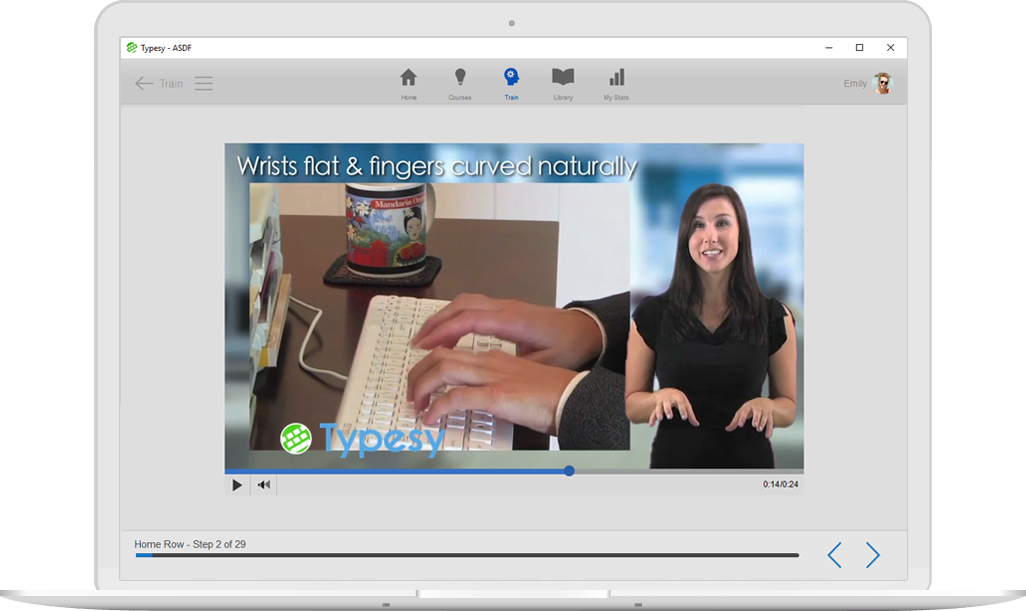 Typesy - ASDF
Train
Home
Courses
Train
Library
My Stats
Emily
Wrists flat & fingers curved naturally
Mandarin
Typesy
0:14/0:24
Home Row - Step 2 of 29